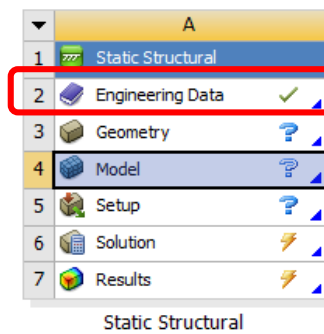 A
1 Static Structural
2 Engineering Data
3 Geometry ?
4 Model ?
5 Setup ?
6 Solution
7 Results
Static Structural